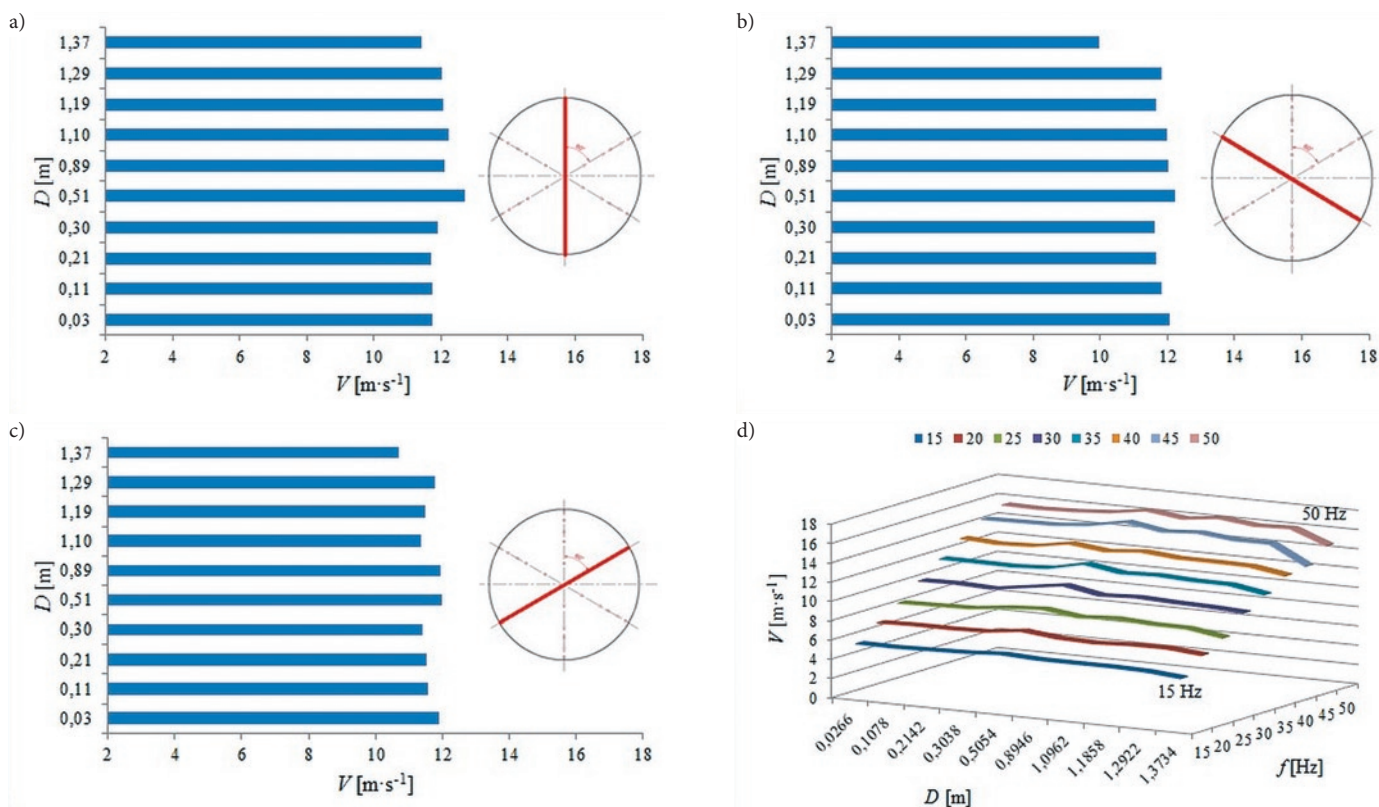 a)
1,37
1,29
1,19
1,10
0,89
0,51
0,30
0,21
0,11
0,03
D [m]
2 4 6 8 10 12 14 16 18
V [m·s⁻¹]
b)
1,37
1,29
1,19
1,10
0,89
0,51
0,30
0,21
0,11
0,03
D [m]
2 4 6 8 10 12 14 16 18
V [m·s⁻¹]
c)
1,37
1,29
1,19
1,10
0,89
0,51
0,30
0,21
0,11
0,03
D [m]
2 4 6 8 10 12 14 16 18
V [m·s⁻¹]
d)
15 20 25 30 35 40 45 50
50 Hz
18
16
14
12
10
8
6
4
2
0
V [m·s⁻¹]
15 Hz
0,0266
0,1078
0,2142
0,3038
0,5054
0,8946
1,0962
1,1858
1,2922
1,3734
D [m]
15 20 25 30 35 40 45 50
f [Hz]